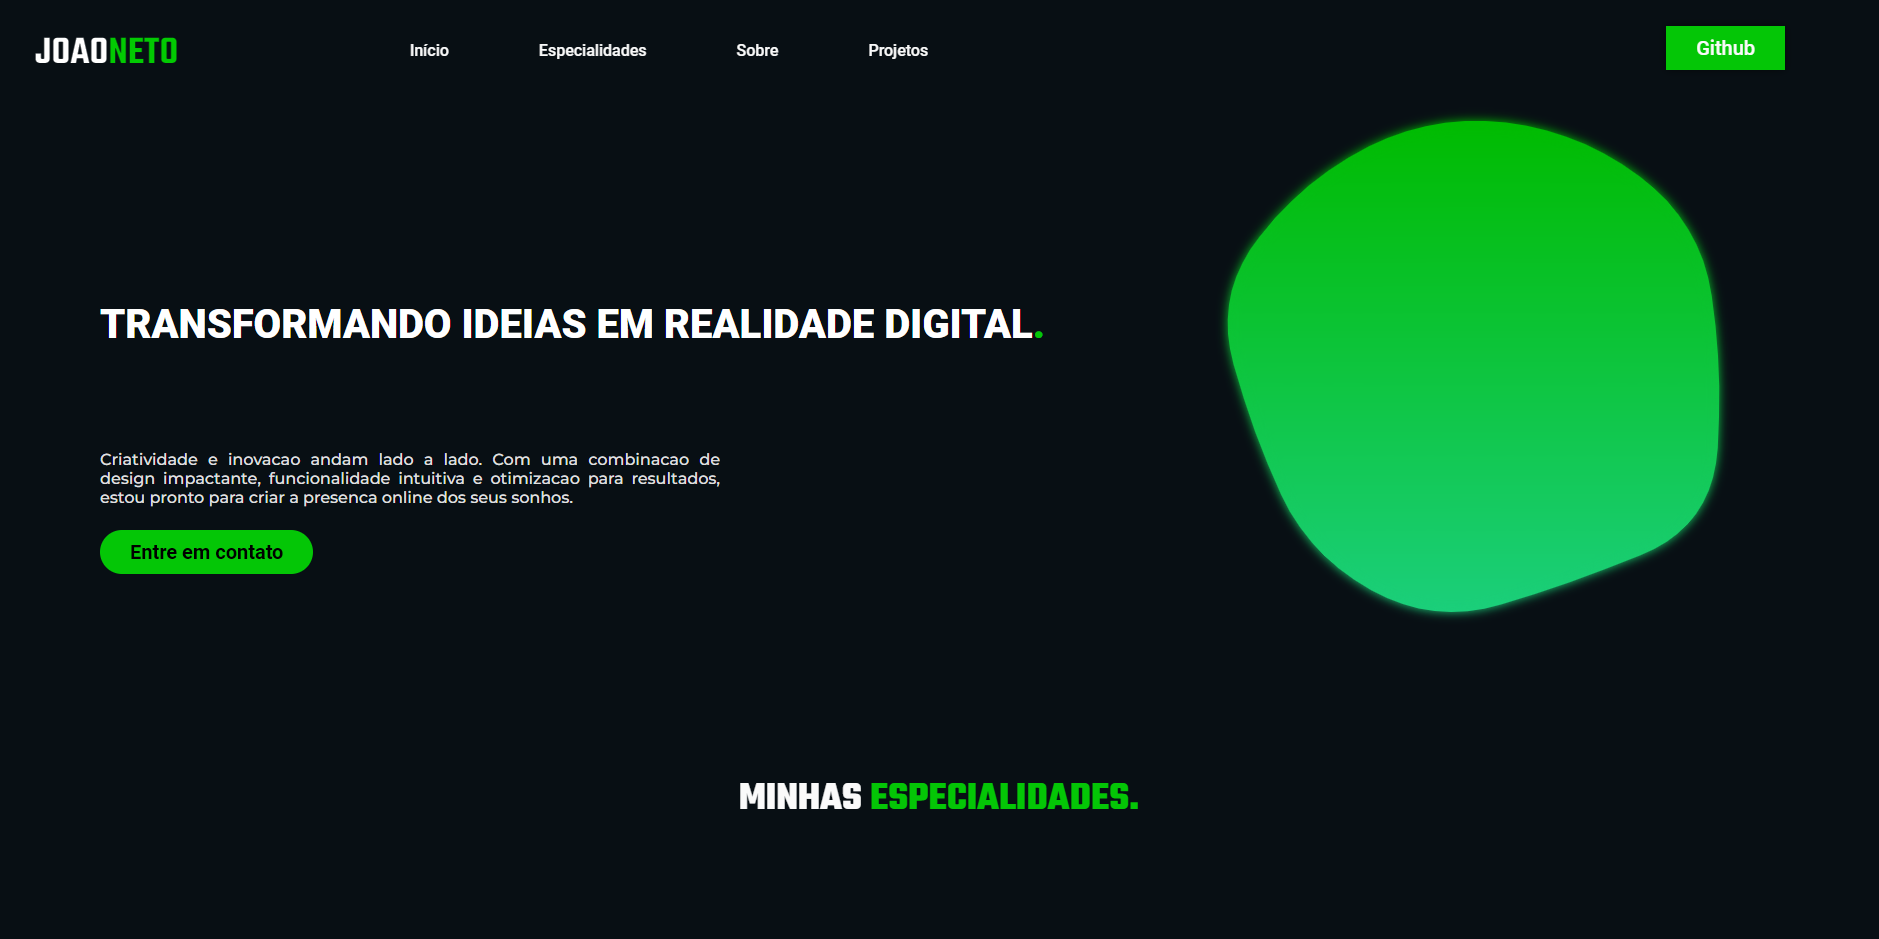 JOAONETO
Início Especialidades Sobre Projetos
Github
TRANSFORMANDO IDEIAS EM REALIDADE DIGITAL.
Criatividade e inovacao andam lado a lado. Com uma combinacao de
design impactante, funcionalidade intuitiva e otimizacao para resultados,
estou pronto para criar a presenca online dos seus sonhos.
Entre em contato
MINHAS ESPECIALIDADES.